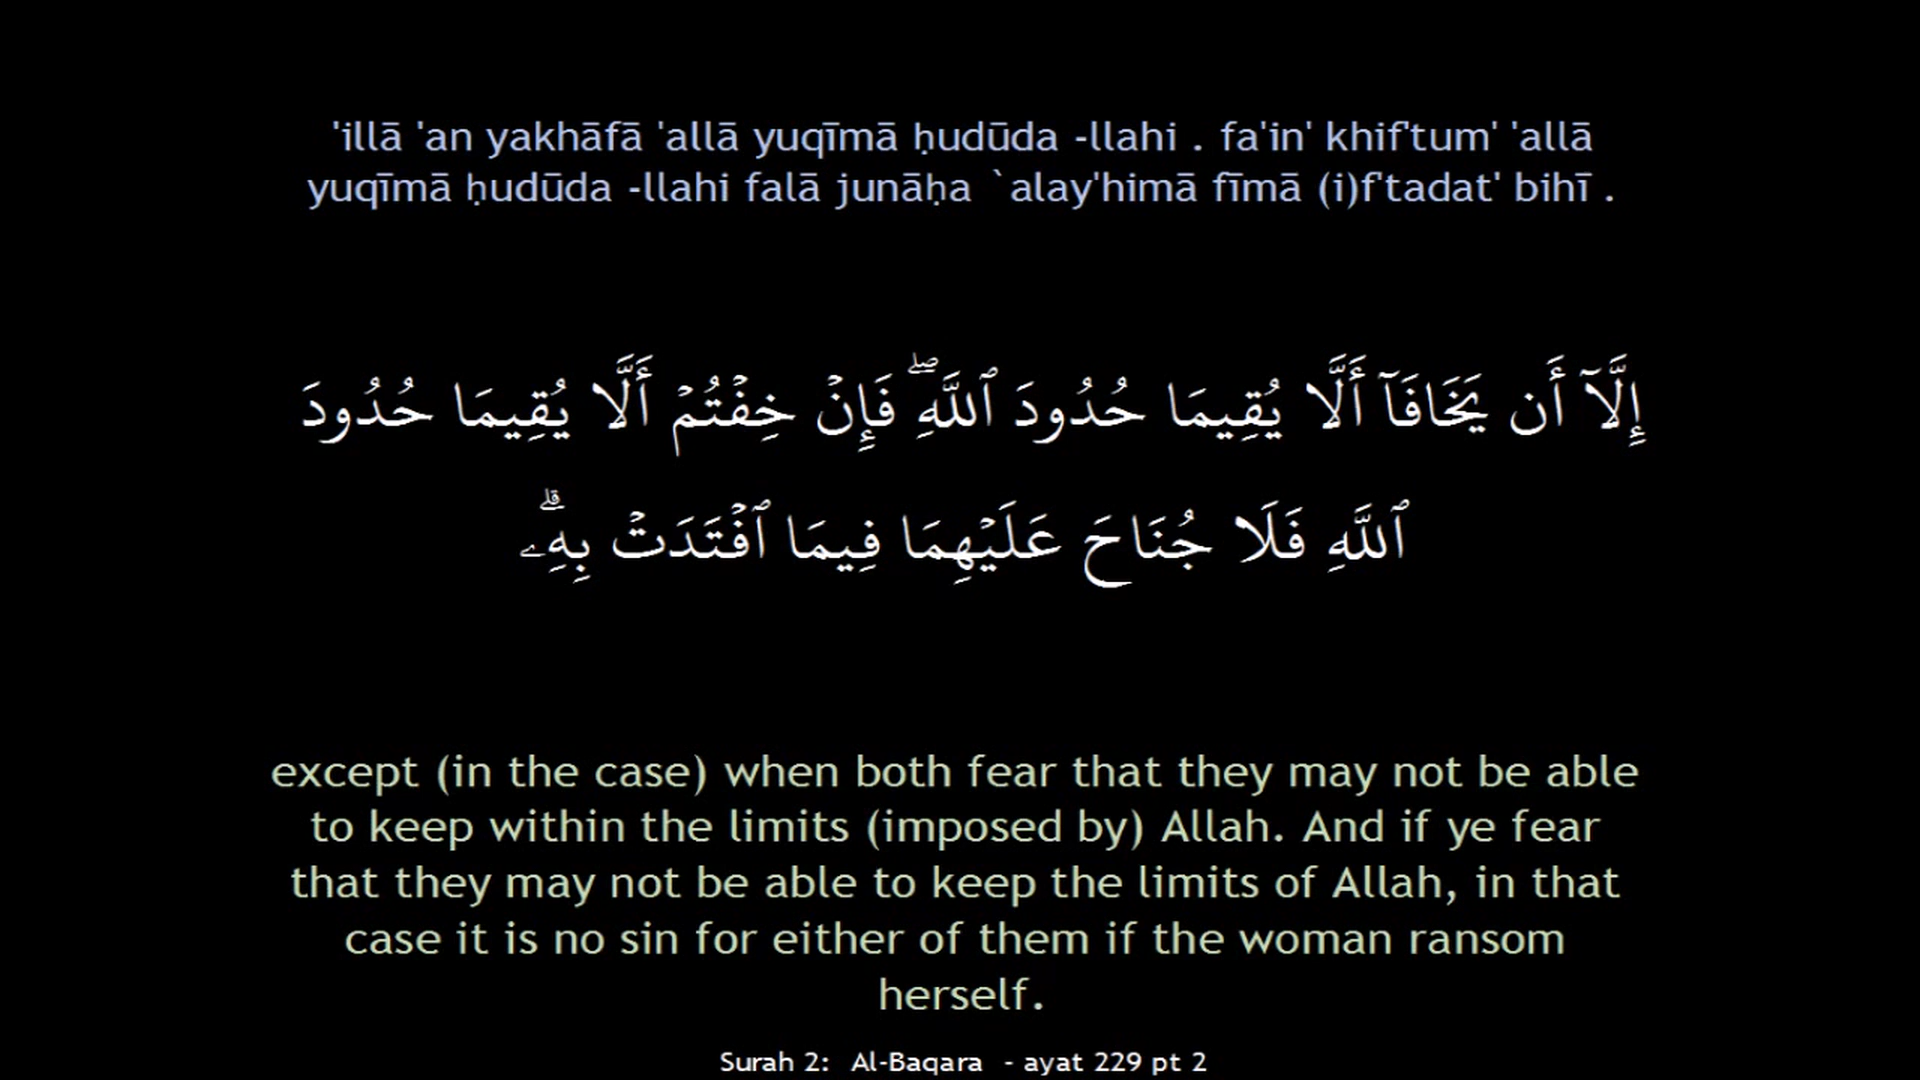 'illā 'an yakhāfā 'allā yuqīmā ḥudūda -llahi . fa'in' khif'tum' 'allā
yuqīmā ḥudūda -llahi falā junāḥa `alay'himā fīmā (i)f'tadat' bihī .
إِلَّآ أَن يَخَافَآ أَلَّا يُقِيمَا حُدُودَ ٱللَّهِۖ فَإِنۡ خِفۡتُمۡ أَلَّا يُقِيمَا حُدُودَ
ٱللَّهِ فَلَا جُنَاحَ عَلَيۡهِمَا فِيمَا ٱفۡتَدَتۡ بِهِۦۗ
except (in the case) when both fear that they may not be able
to keep within the limits (imposed by) Allah. And if ye fear
that they may not be able to keep the limits of Allah, in that
case it is no sin for either of them if the woman ransom
herself.
Surah 2: Al-Baqara - ayat 229 pt 2